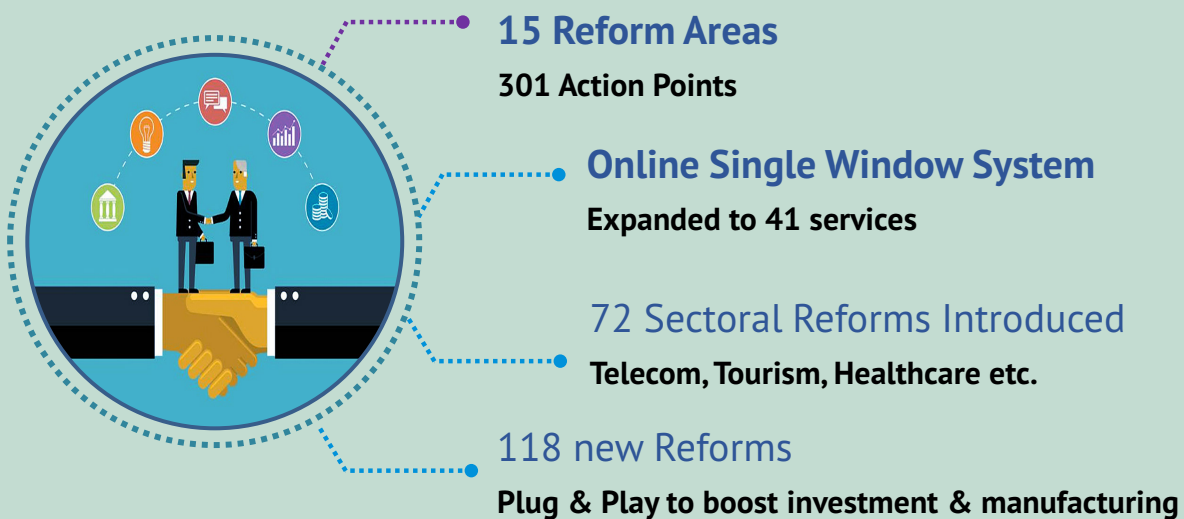 15 Reform Areas
301 Action Points
Online Single Window System
Expanded to 41 services
72 Sectoral Reforms Introduced
Telecom, Tourism, Healthcare etc.
118 new Reforms
Plug & Play to boost investment & manufacturing